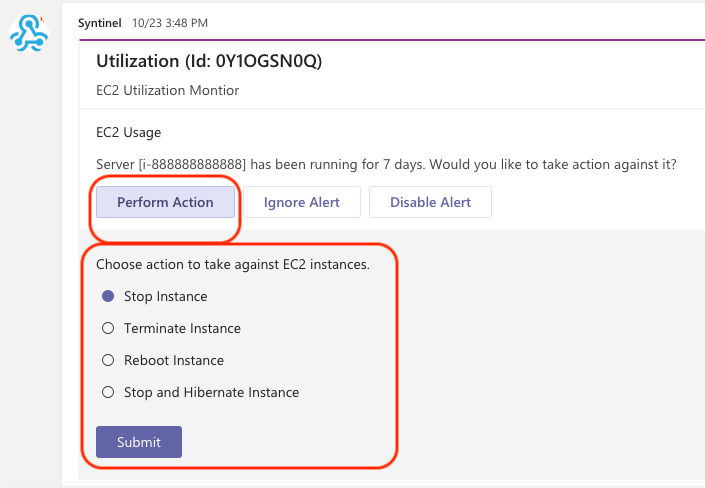 Syntinel 10/23 3:48 PM
Utilization (Id: 0Y1OGSN0Q)
EC2 Utilization Montior
EC2 Usage
Server [i-888888888888] has been running for 7 days. Would you like to take action against it?
Perform Action Ignore Alert Disable Alert
Choose action to take against EC2 instances.
Stop Instance
Terminate Instance
Reboot Instance
Stop and Hibernate Instance
Submit